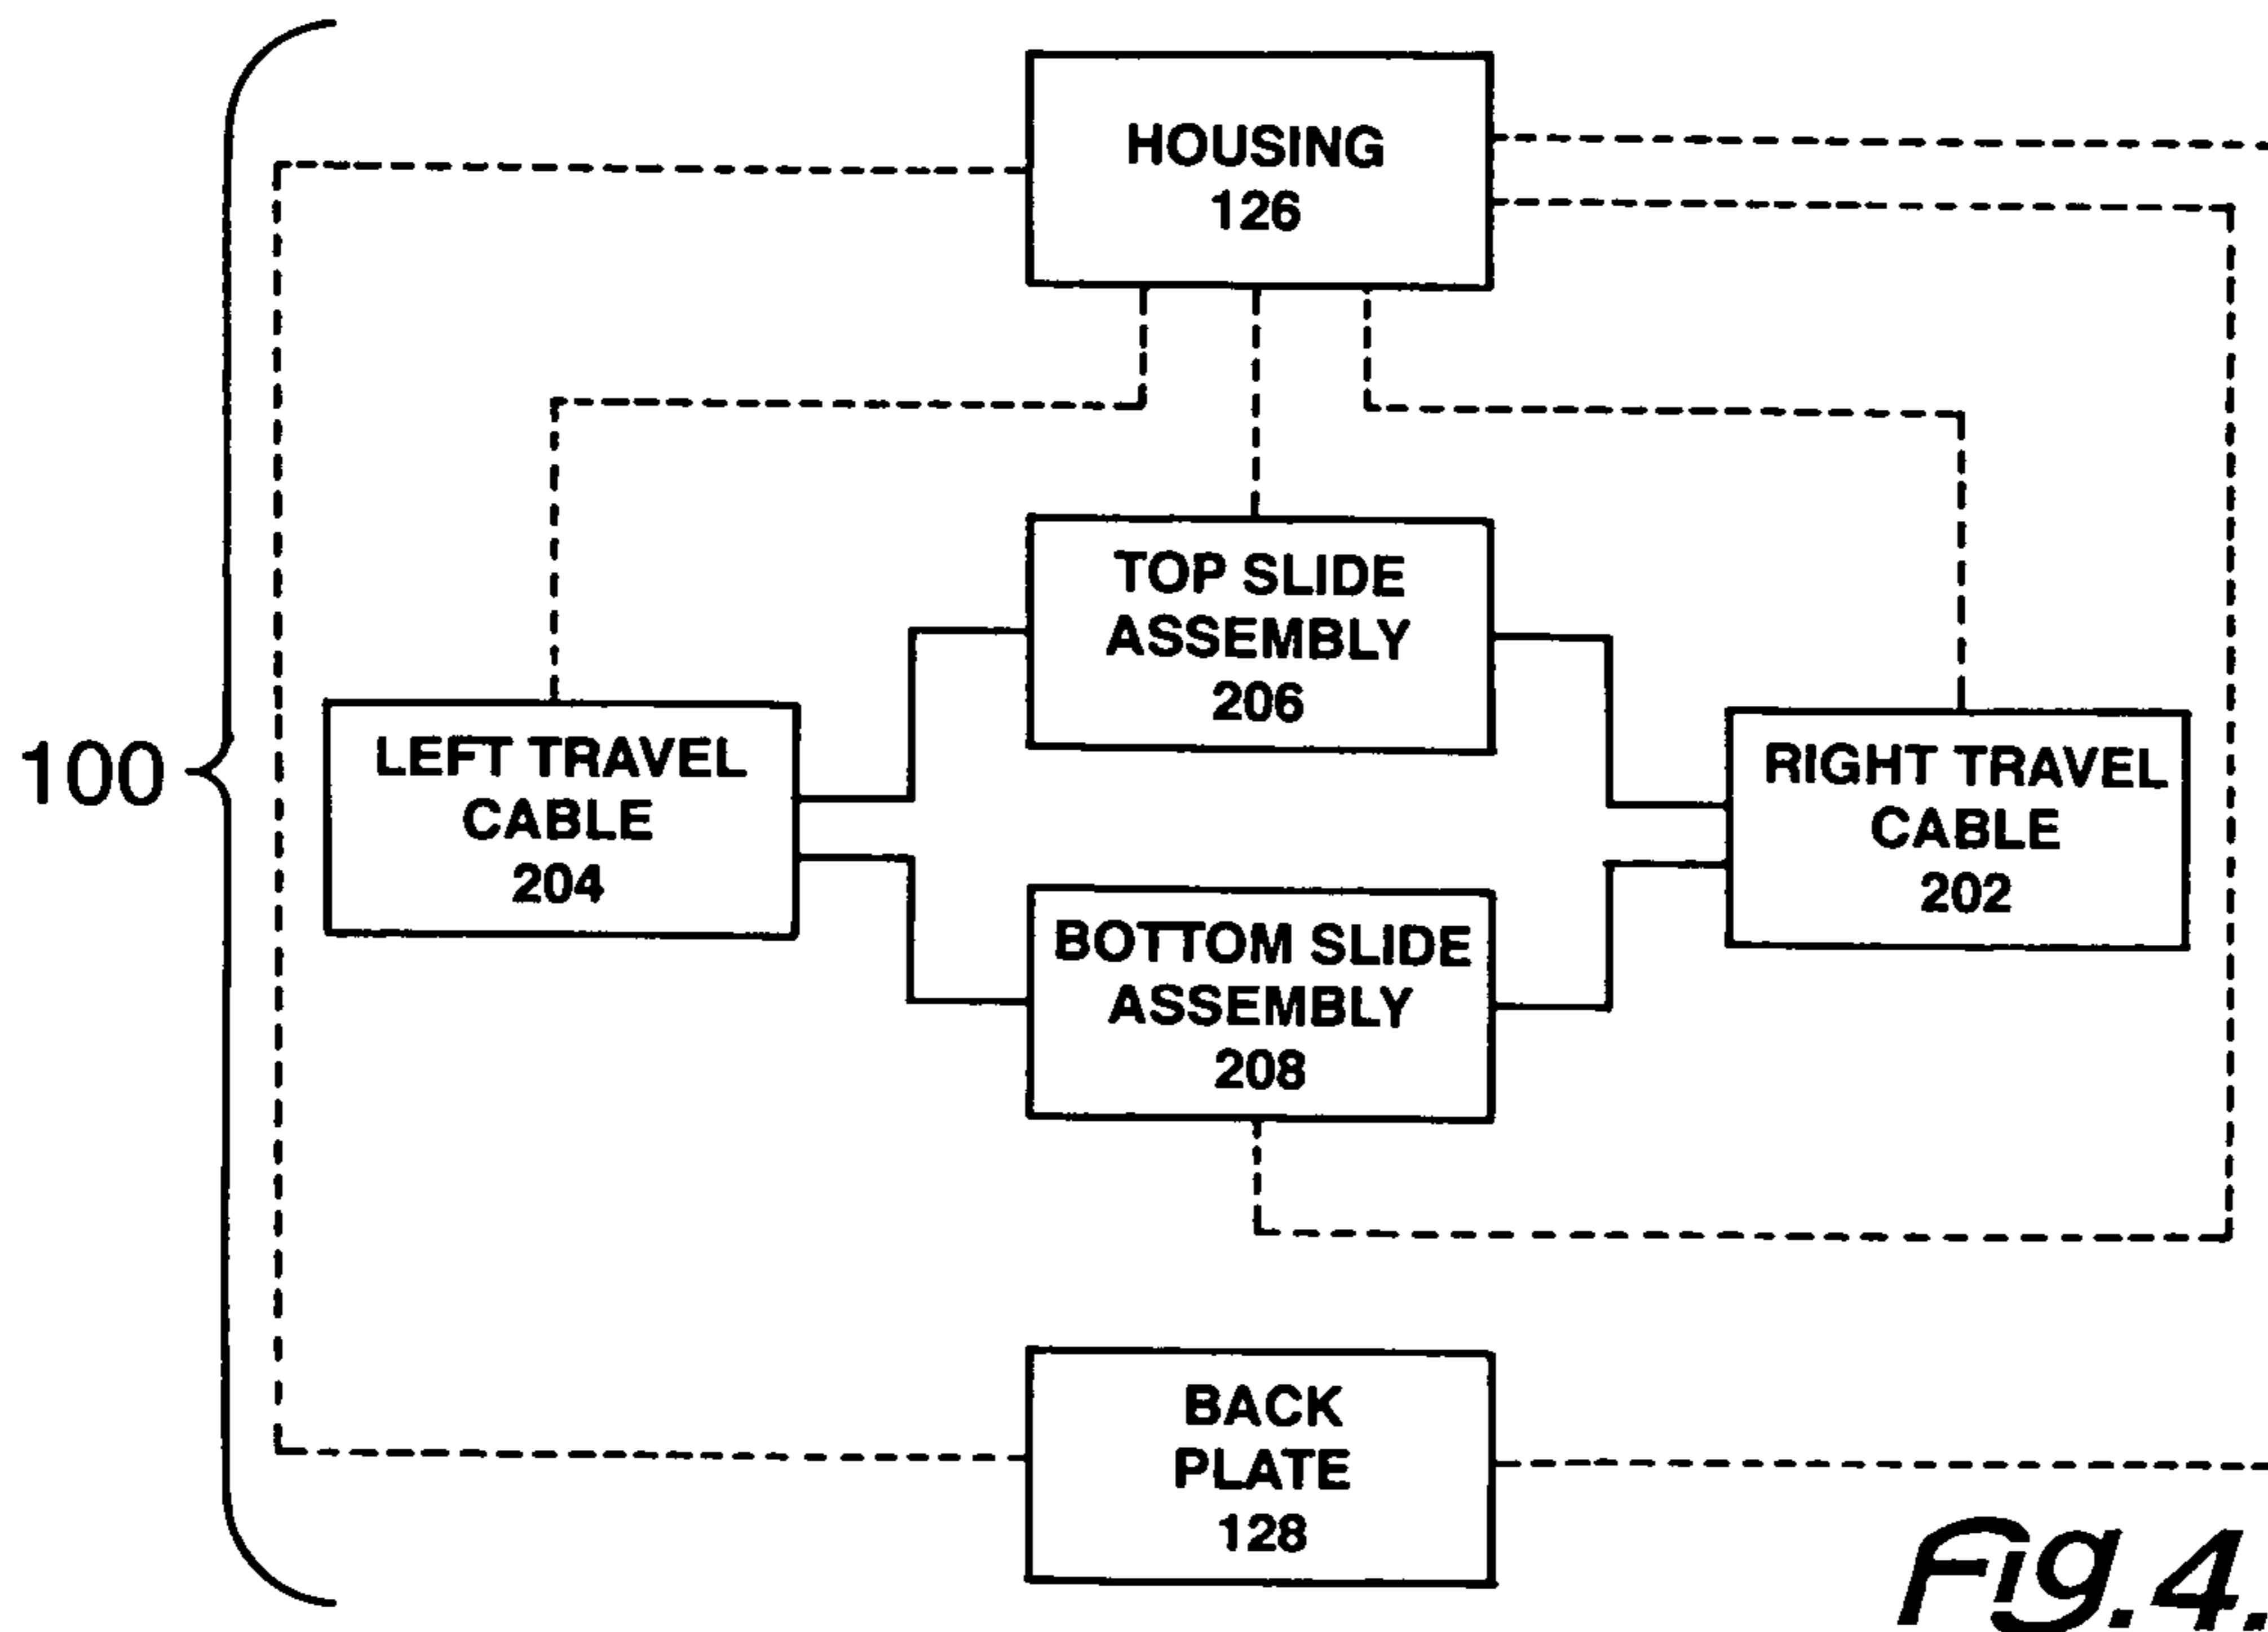 HOUSING
126
TOP SLIDE
ASSEMBLY
206
100
LEFT TRAVEL
CABLE
204
RIGHT TRAVEL
CABLE
202
BOTTOM SLIDE
ASSEMBLY
208
BACK
PLATE
128
Fig.4.